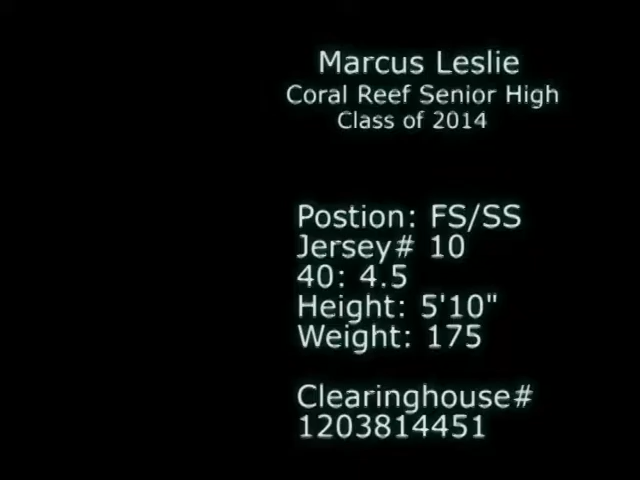 Marcus Leslie
Coral Reef Senior High
Class of 2014
Postion: FS/SS
Jersey# 10
40: 4.5
Height: 5'10"
Weight: 175
Clearinghouse#
1203814451